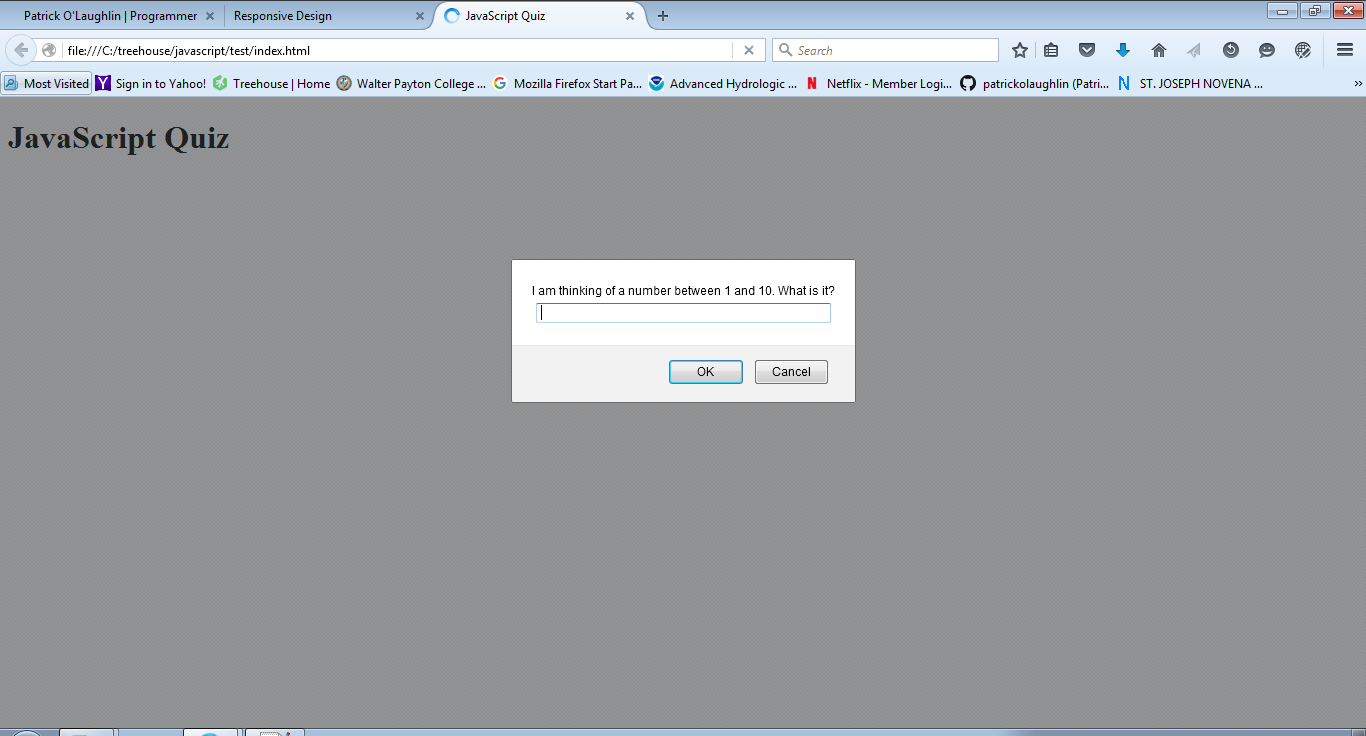 Patrick O'Laughlin | Programmer
Responsive Design
JavaScript Quiz
file:///C:/treehouse/javascript/test/index.html
Search
Most Visited
Sign in to Yahoo!
Treehouse | Home
Walter Payton College ...
Mozilla Firefox Start Pa...
Advanced Hydrologic ...
Netflix - Member Logi...
patrickolaughlin (Patri...
ST. JOSEPH NOVENA ...
JavaScript Quiz
I am thinking of a number between 1 and 10. What is it?
OK
Cancel